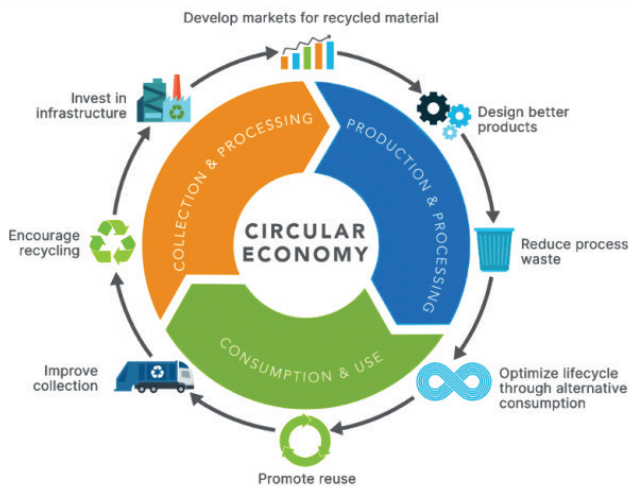 Develop markets for recycled material
Invest in
infrastructure
Design better
products
COLLECTION & PROCESSING
PRODUCTION & PROCESSING
CIRCULAR
ECONOMY
Encourage
recycling
Reduce process
waste
CONSUMPTION & USE
Improve
collection
Optimize lifecycle
through alternative
consumption
Promote reuse